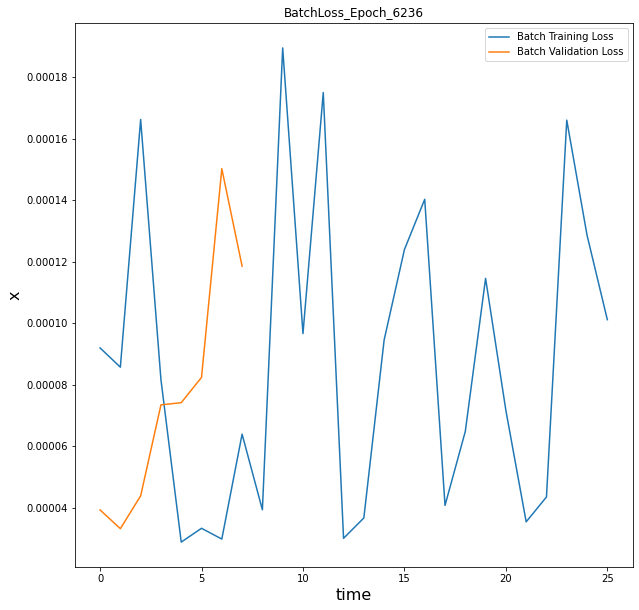 BatchLoss_Epoch_6236
Batch Training Loss
Batch Validation Loss
0.00018
0.00016
0.00014
0.00012
0.00010
0.00008
0.00006
0.00004
x
0 5 10 15 20 25
time